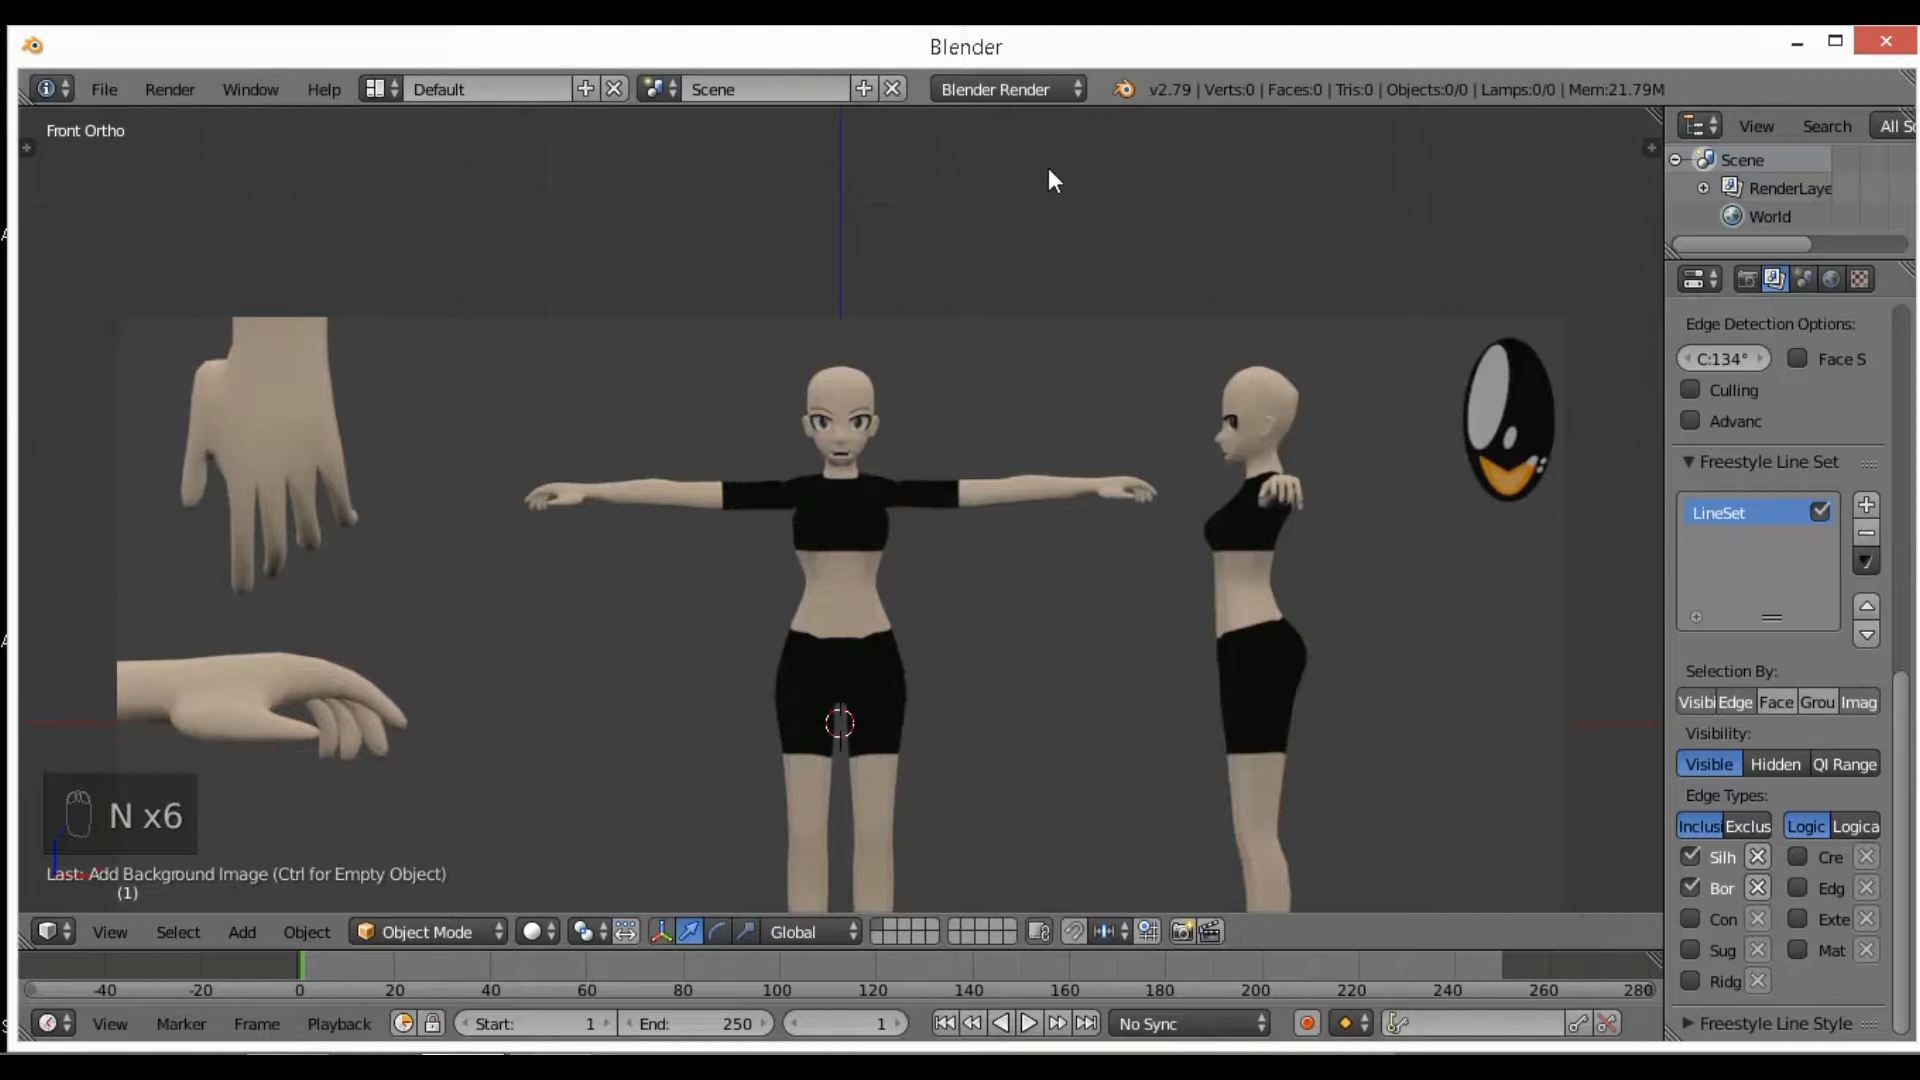 Blender
File Render Window Help Default Scene Blender Render v2.79 | Verts:0 | Faces:0 | Tris:0 | Objects:0/0 | Lamps:0/0 | Mem:21.79M
Front Ortho
View Search All S
Scene
RenderLaye
World
Edge Detection Options:
C:134° Face S
Culling
Advanc
Freestyle Line Set
LineSet
Selection By:
Visibi Edge Face Grou Imag
Visibility:
Visible Hidden QI Range
Edge Types:
Inclusi Exclus Logic Logica
Silh Cre
Bor Edg
Con Exte
Sug Mat
Ridg
Freestyle Line Style
N x6
Last: Add Background Image (Ctrl for Empty Object)
(1)
View Select Add Object Object Mode Global
-40 -20 0 20 40 60 80 100 120 140 160 180 200 220 240 260 280
View Marker Frame Playback Start: 1 End: 250 1 No Sync